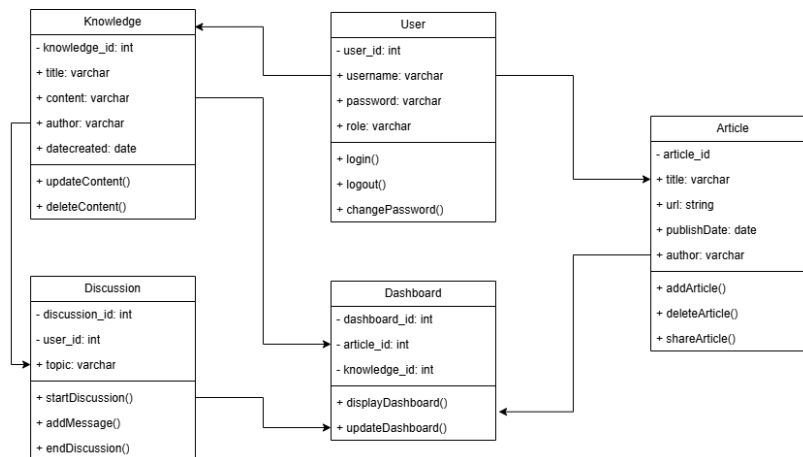 Knowledge
- knowledge_id: int
+ title: varchar
+ content: varchar
+ author: varchar
+ datecreated: date
+ updateContent()
+ deleteContent()
User
- user_id: int
+ username: varchar
+ password: varchar
+ role: varchar
+ login()
+ logout()
+ changePassword()
Article
- article_id
+ title: varchar
+ url: string
+ publishDate: date
+ author: varchar
+ addArticle()
+ deleteArticle()
+ shareArticle()
Discussion
- discussion_id: int
- user_id: int
+ topic: varchar
+ startDiscussion()
+ addMessage()
+ endDiscussion()
Dashboard
- dashboard_id: int
- article_id: int
- knowledge_id: int
+ displayDashboard()
+ updateDashboard()